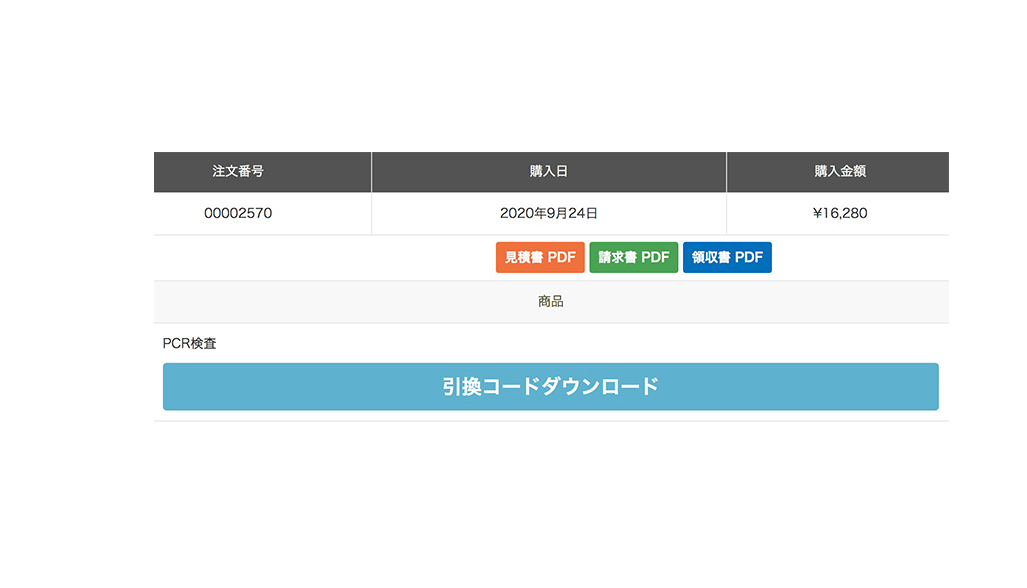 注文番号 購入日 購入金額
00002570 2020年9月24日 ¥16,280
見積書 PDF 請求書 PDF 領収書 PDF
商品
PCR検査
引換コードダウンロード